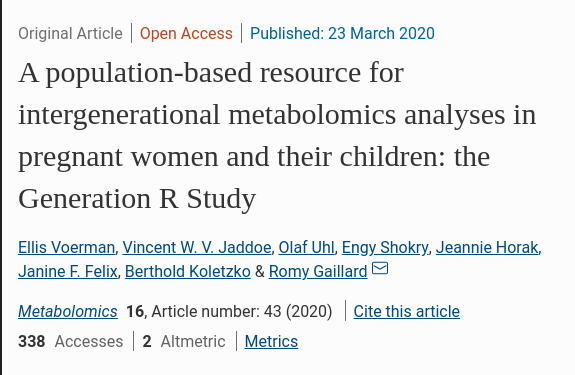 Original Article | Open Access | Published: 23 March 2020
A population-based resource for
intergenerational metabolomics analyses in
pregnant women and their children: the
Generation R Study
Ellis Voerman, Vincent W. V. Jaddoe, Olaf Uhl, Engy Shokry, Jeannie Horak,
Janine F. Felix, Berthold Koletzko & Romy Gaillard
Metabolomics 16, Article number: 43 (2020) | Cite this article
338 Accesses | 2 Altmetric | Metrics